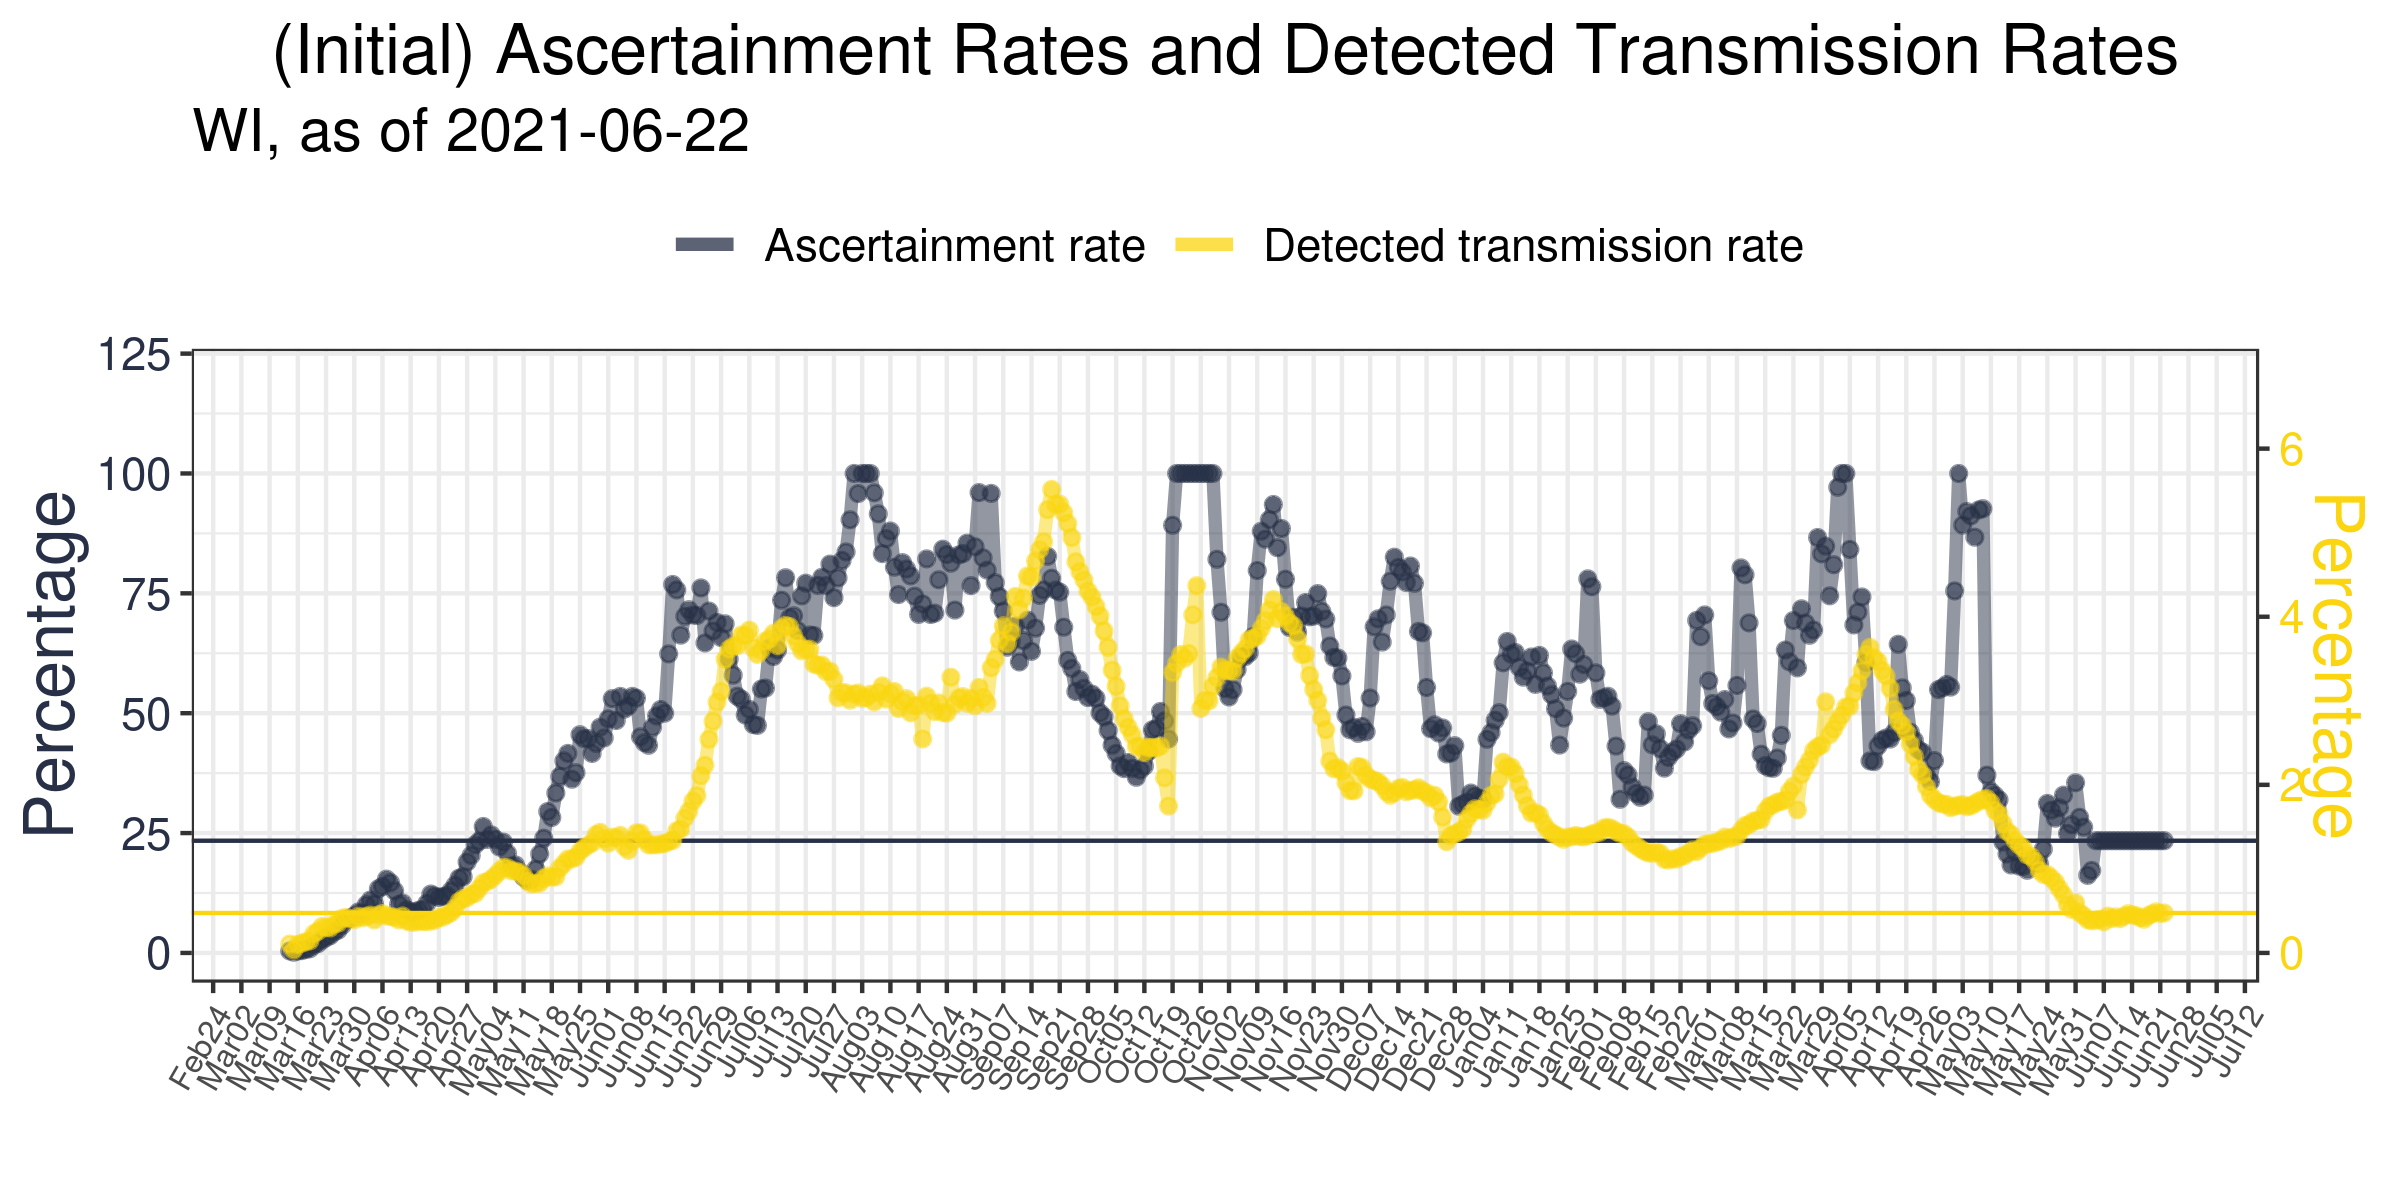 (Initial) Ascertainment Rates and Detected Transmission Rates
WI, as of 2021-06-22
Ascertainment rate
Detected transmission rate
Percentage
125
100
75
50
25
0
6
4
2
0
Percentage
Feb24
Mar02
Mar09
Mar16
Mar23
Mar30
Apr06
Apr13
Apr20
Apr27
May04
May11
May18
May25
Jun01
Jun08
Jun15
Jun22
Jun29
Jul06
Jul13
Jul20
Jul27
Aug03
Aug10
Aug17
Aug24
Aug31
Sep07
Sep14
Sep21
Sep28
Oct05
Oct12
Oct19
Oct26
Nov02
Nov09
Nov16
Nov23
Nov30
Dec07
Dec14
Dec21
Dec28
Jan04
Jan11
Jan18
Jan25
Feb01
Feb08
Feb15
Feb22
Mar01
Mar08
Mar15
Mar22
Mar29
Apr05
Apr12
Apr19
Apr26
May03
May10
May17
May24
May31
Jun07
Jun14
Jun21
Jun28
Jul05
Jul12